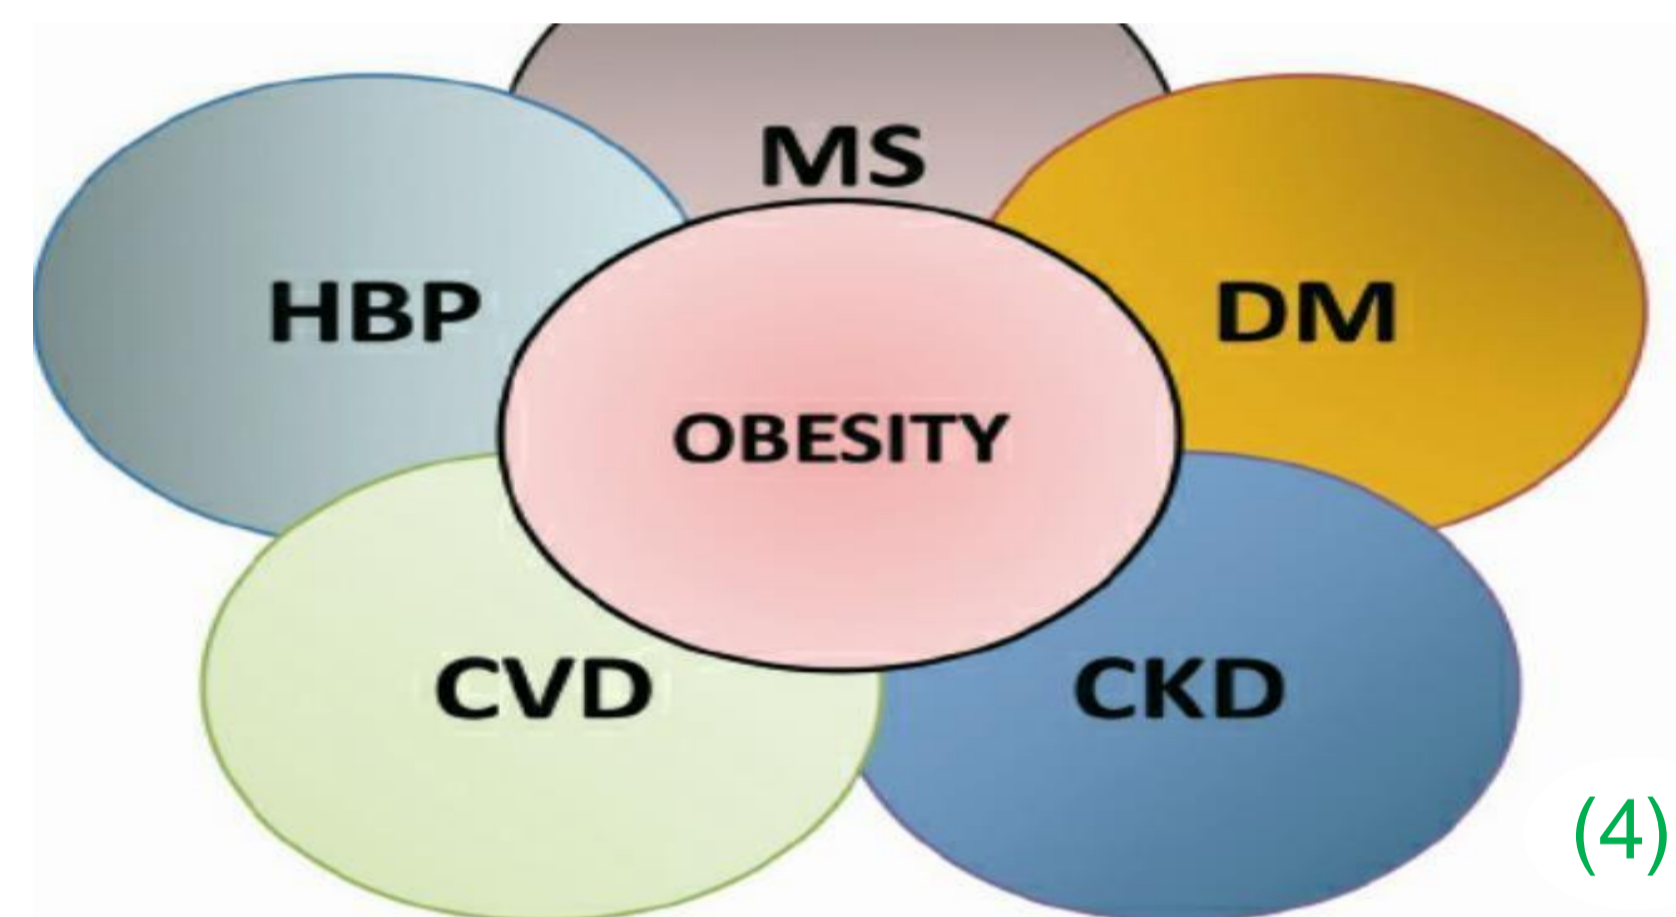 MS
HBP
DM
OBESITY
CVD
CKD
(4)